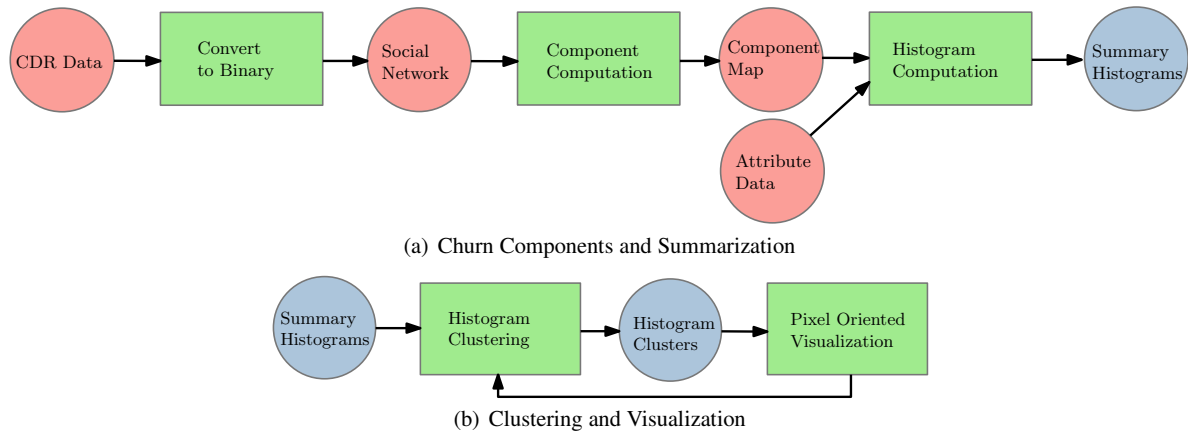 CDR Data
Convert
to Binary
Social
Network
Component
Computation
Component
Map
Histogram
Computation
Summary
Histograms
Attribute
Data
(a) Churn Components and Summarization
Summary
Histograms
Histogram
Clustering
Histogram
Clusters
Pixel Oriented
Visualization
(b) Clustering and Visualization